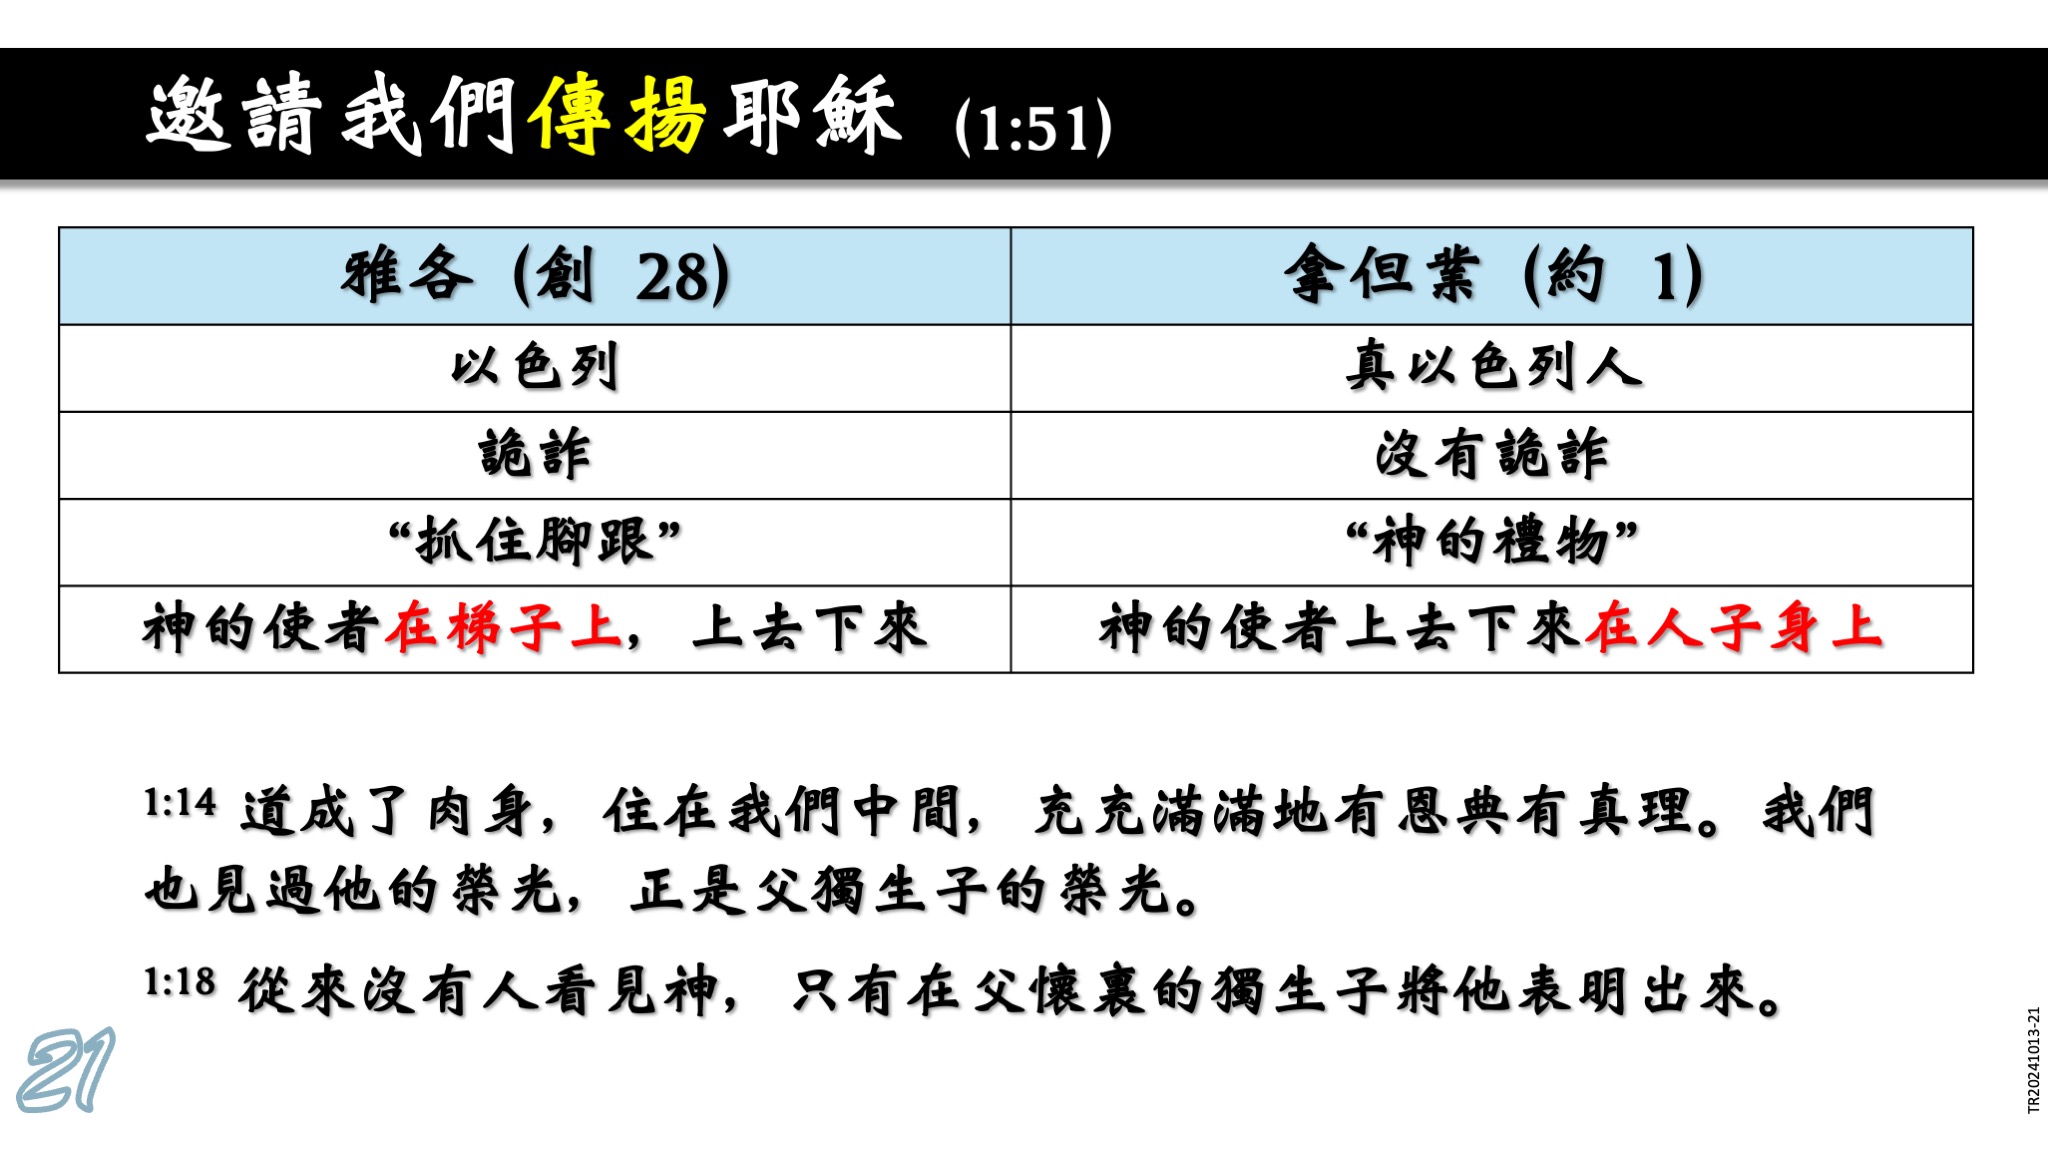 邀請我們傳揚耶穌 (1:51)
雅各 (創 28)
拿但業 (約 1)
以色列
真以色列人
詭詐
沒有詭詐
“抓住腳跟”
“神的禮物”
神的使者在梯子上，上去下來
神的使者上去下來在人子身上
1:14 道成了肉身，住在我們中間，充充滿滿地有恩典有真理。我們
也見過他的榮光，正是父獨生子的榮光。
1:18 從來沒有人看見神，只有在父懷裏的獨生子將他表明出來。
21
TR20241013-21